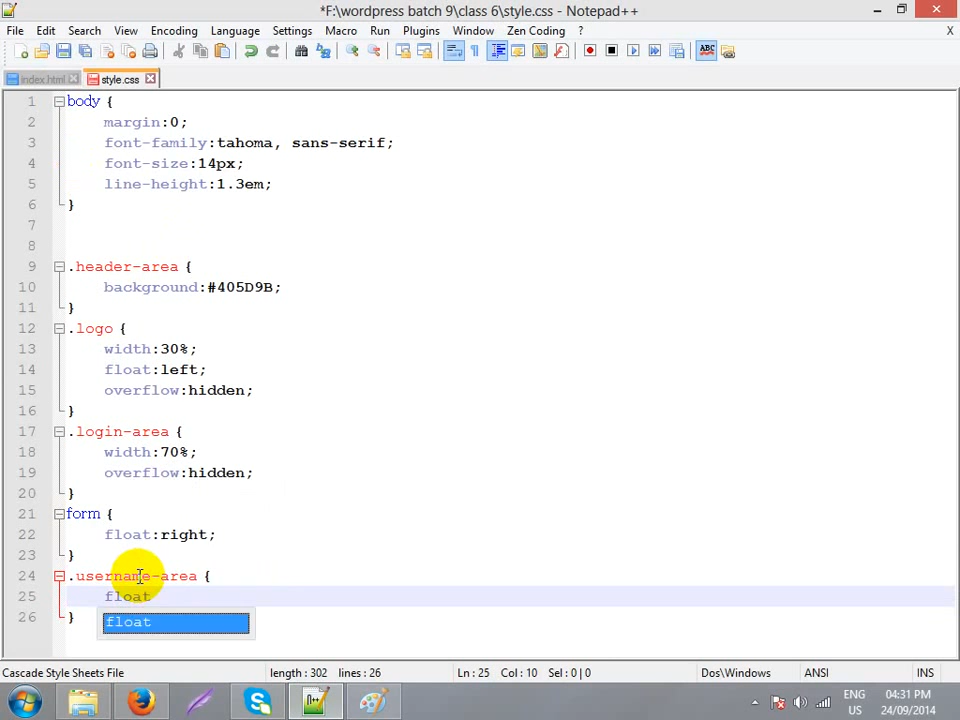 *F:\wordpress batch 9\class 6\style.css - Notepad++
File Edit Search View Encoding Language Settings Macro Run Plugins Window Zen Coding ? X
index.html style.css
1 body {
2 margin:0;
3 font-family:tahoma, sans-serif;
4 font-size:14px;
5 line-height:1.3em;
6 }
7
8
9 .header-area {
10 background:#405D9B;
11 }
12 .logo {
13 width:30%;
14 float:left;
15 overflow:hidden;
16 }
17 .login-area {
18 width:70%;
19 overflow:hidden;
20 }
21 form {
22 float:right;
23 }
24 .username-area {
25 float
26 }
float
Cascade Style Sheets File length : 302 lines : 26 Ln : 25 Col : 10 Sel : 0 | 0 Dos\Windows ANSI INS
ENG 04:31 PM
US 24/09/2014